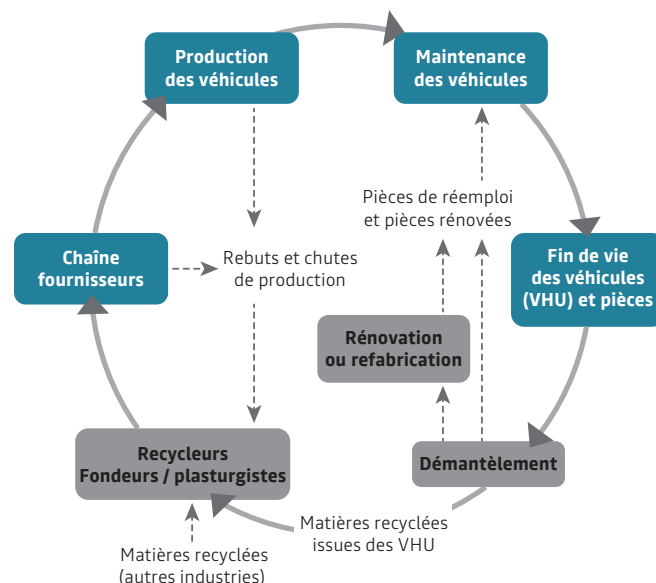 Production
des véhicules
Maintenance
des véhicules
Pièces de réemploi
et pièces rénovées
Chaîne
fournisseurs
Rebuts et chutes
de production
Fin de vie
des véhicules
(VHU) et pièces
Rénovation
ou refabrication
Recycleurs
Fondeurs / plasturgistes
Démantèlement
Matières recyclées
issues des VHU
Matières recyclées
(autres industries)